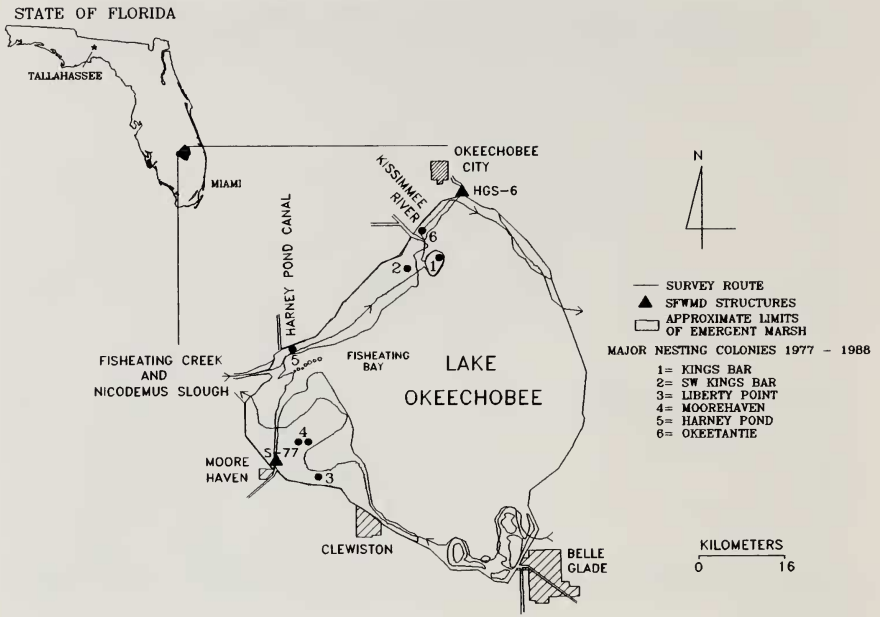 STATE OF FLORIDA
TALLAHASSEE
MIAMI
OKEECHOBEE
CITY
HGS-6
KISSIMMEE
RIVER
6
1
2
HARNEY POND CANAL
5
FISHEATING
BAY
FISHEATING CREEK
AND
NICODEMUS SLOUGH
LAKE
OKEECHOBEE
4
S-77
MOORE
HAVEN
3
CLEWISTON
BELLE
GLADE
N
SURVEY ROUTE
SFWMD STRUCTURES
APPROXIMATE LIMITS
OF EMERGENT MARSH
MAJOR NESTING COLONIES 1977 - 1988
1= KINGS BAR
2= SW KINGS BAR
3= LIBERTY POINT
4= MOOREHAVEN
5= HARNEY POND
6= OKEETANTIE
KILOMETERS
0 16